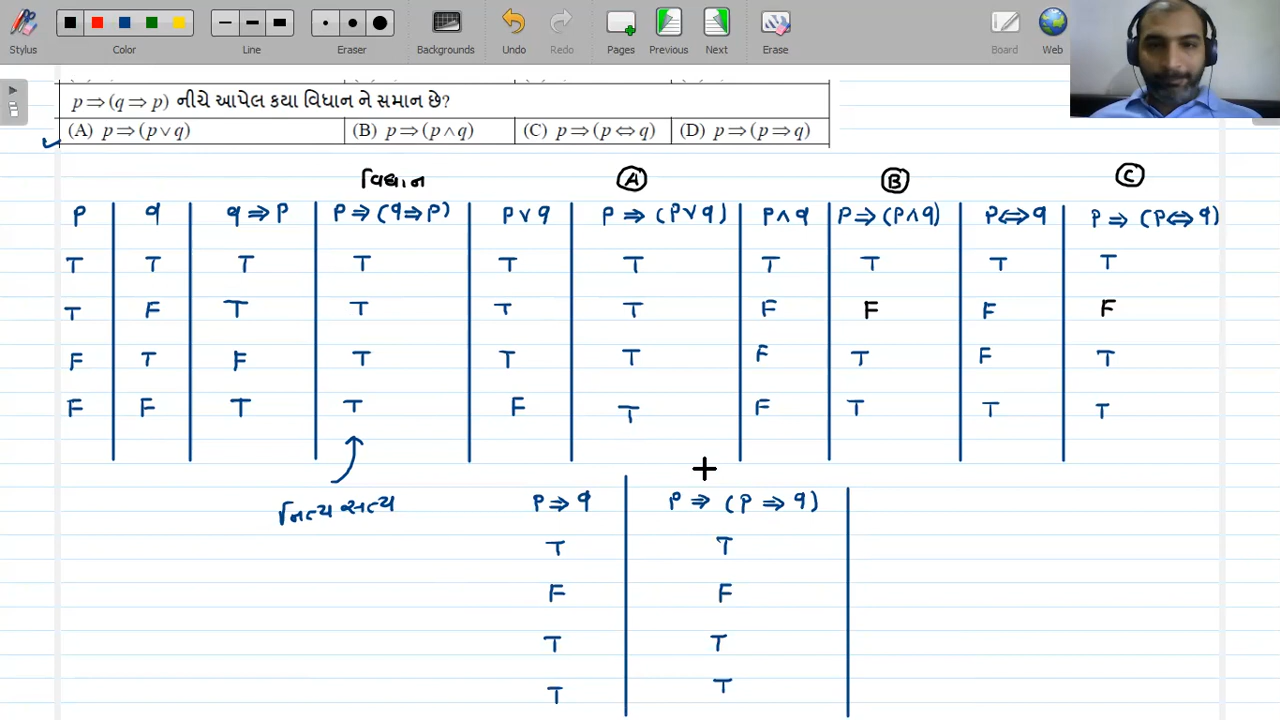 Stylus Color Line Eraser Backgrounds Undo Redo Pages Previous Next Erase Board Web
p ⇒ (q ⇒ p) નીચે આપેલ કયા વિધાન ને સમાન છે?
(A) p ⇒ (p ∨ q) (B) p ⇒ (p ∧ q) (C) p ⇒ (p ⇔ q) (D) p ⇒ (p ⇒ q)
વિધાન A B C
P q q ⇒ P P ⇒ (q ⇒ P) P ∨ q P ⇒ (P ∨ q) P ∧ q P ⇒ (P ∧ q) P ⇔ q P ⇒ (P ⇔ q)
T T T T T T T T T T
T F T T T T F F F F
F T F T T T F T F T
F F T T F T F T T T
નિત્ય સત્ય
P ⇒ q P ⇒ (P ⇒ q)
T T
F F
T T
T T